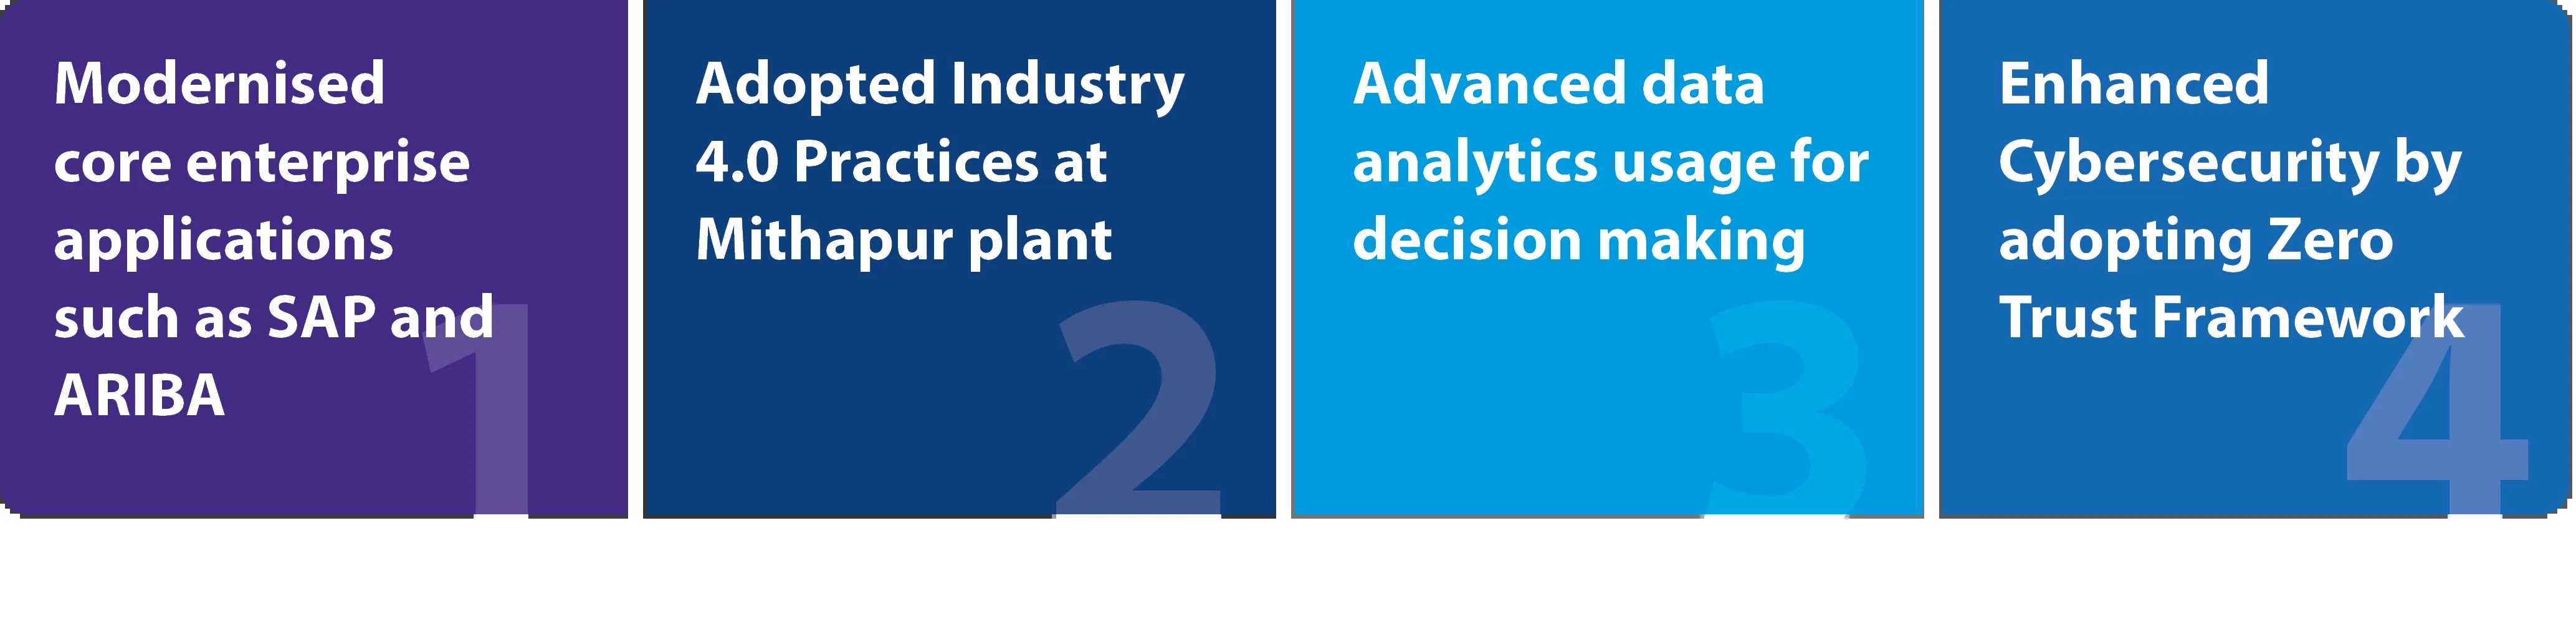 Modernised
core enterprise
applications
such as SAP and
ARIBA
1
Adopted Industry
4.0 Practices at
Mithapur plant
2
Advanced data
analytics usage for
decision making
3
Enhanced
Cybersecurity by
adopting Zero
Trust Framework
4